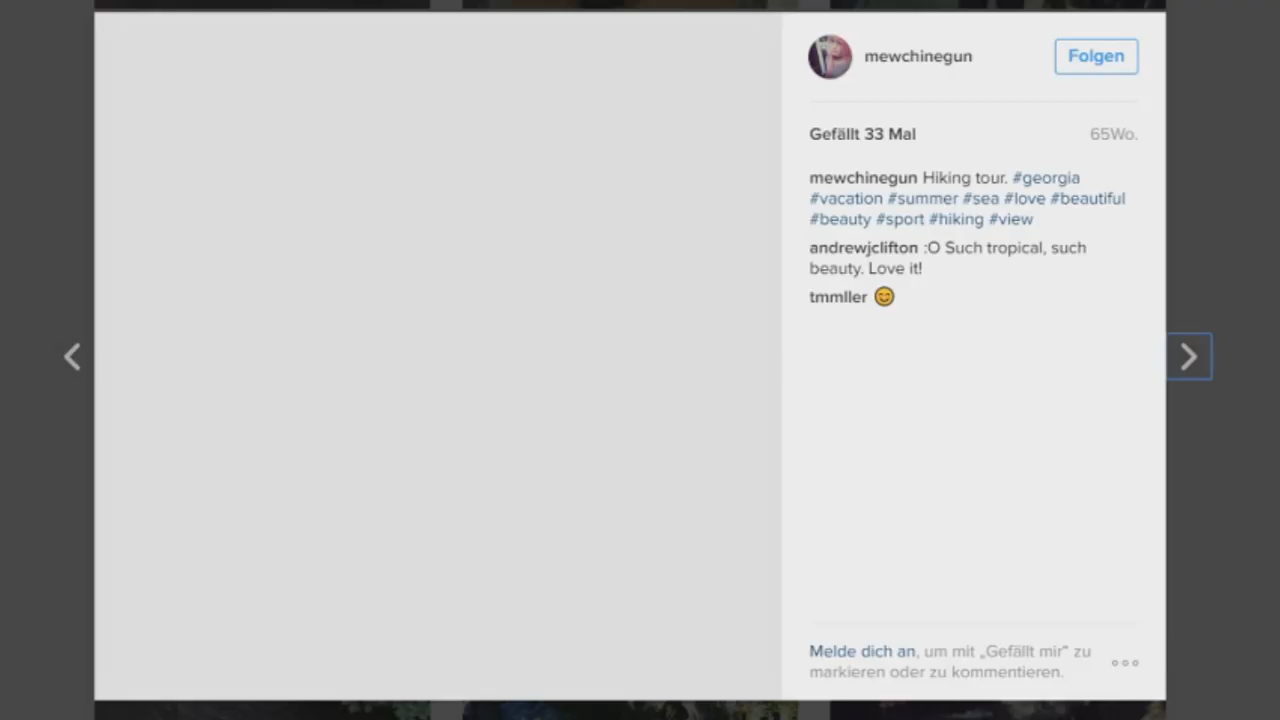 mewchinegun
Folgen
Gefällt 33 Mal
65Wo.
mewchinegun Hiking tour. #georgia
#vacation #summer #sea #love #beautiful
#beauty #sport #hiking #view
andrewjclifton :O Such tropical, such
beauty. Love it!
tmmller 😊
Melde dich an, um mit „Gefällt mir“ zu
markieren oder zu kommentieren.